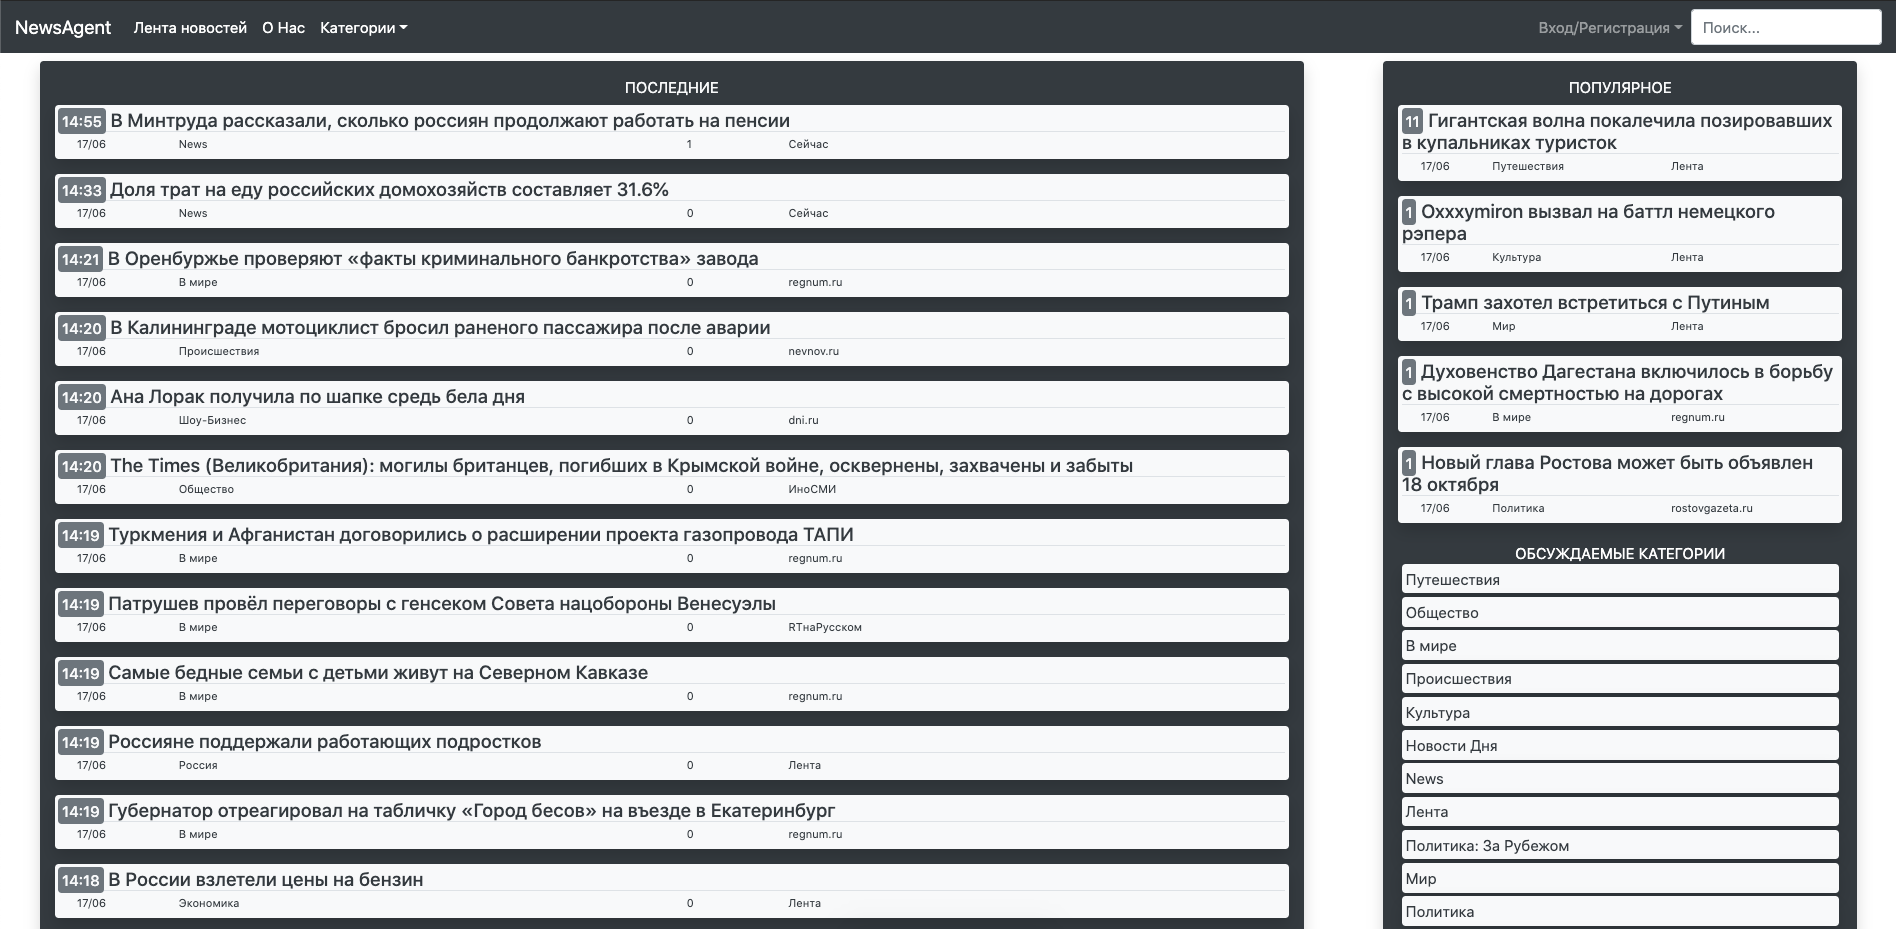 NewsAgent Лента новостей О Нас Категории Вход/Регистрация Поиск...
ПОСЛЕДНИЕ
14:55 В Минтруда рассказали, сколько россиян продолжают работать на пенсии
17/06 News 1 Сейчас
14:33 Доля трат на еду российских домохозяйств составляет 31.6%
17/06 News 0 Сейчас
14:21 В Оренбуржье проверяют «факты криминального банкротства» завода
17/06 В мире 0 regnum.ru
14:20 В Калининграде мотоциклист бросил раненого пассажира после аварии
17/06 Происшествия 0 nevnov.ru
14:20 Ана Лорак получила по шапке средь бела дня
17/06 Шоу-Бизнес 0 dni.ru
14:20 The Times (Великобритания): могилы британцев, погибших в Крымской войне, осквернены, захвачены и забыты
17/06 Общество 0 ИноСМИ
14:19 Туркмения и Афганистан договорились о расширении проекта газопровода ТАПИ
17/06 В мире 0 regnum.ru
14:19 Патрушев провёл переговоры с генсеком Совета нацобороны Венесуэлы
17/06 В мире 0 RTнаРусском
14:19 Самые бедные семьи с детьми живут на Северном Кавказе
17/06 В мире 0 regnum.ru
14:19 Россияне поддержали работающих подростков
17/06 Россия 0 Лента
14:19 Губернатор отреагировал на табличку «Город бесов» на въезде в Екатеринбург
17/06 В мире 0 regnum.ru
14:18 В России взлетели цены на бензин
17/06 Экономика 0 Лента
ПОПУЛЯРНОЕ
11 Гигантская волна покалечила позировавших
в купальниках туристок
17/06 Путешествия Лента
1 Oxxxymiron вызвал на баттл немецкого
рэпера
17/06 Культура Лента
1 Трамп захотел встретиться с Путиным
17/06 Мир Лента
1 Духовенство Дагестана включилось в борьбу
с высокой смертностью на дорогах
17/06 В мире regnum.ru
1 Новый глава Ростова может быть объявлен
18 октября
17/06 Политика rostovgazeta.ru
ОБСУЖДАЕМЫЕ КАТЕГОРИИ
Путешествия
Общество
В мире
Происшествия
Культура
Новости Дня
News
Лента
Политика: За Рубежом
Мир
Политика